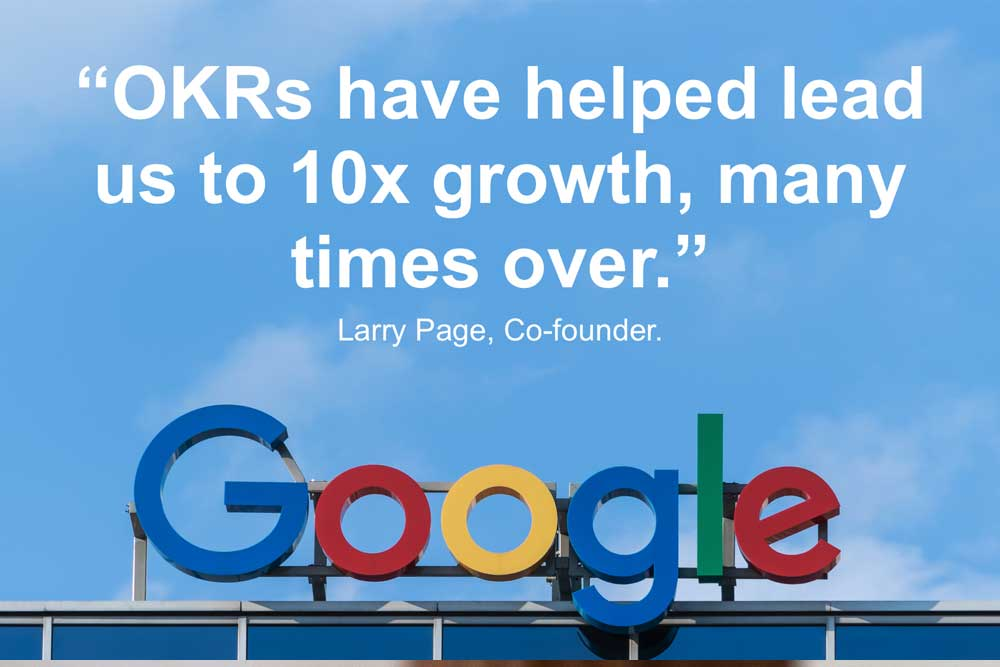 “OKRs have helped lead
us to 10x growth, many
times over.”
Larry Page, Co-founder.
Google